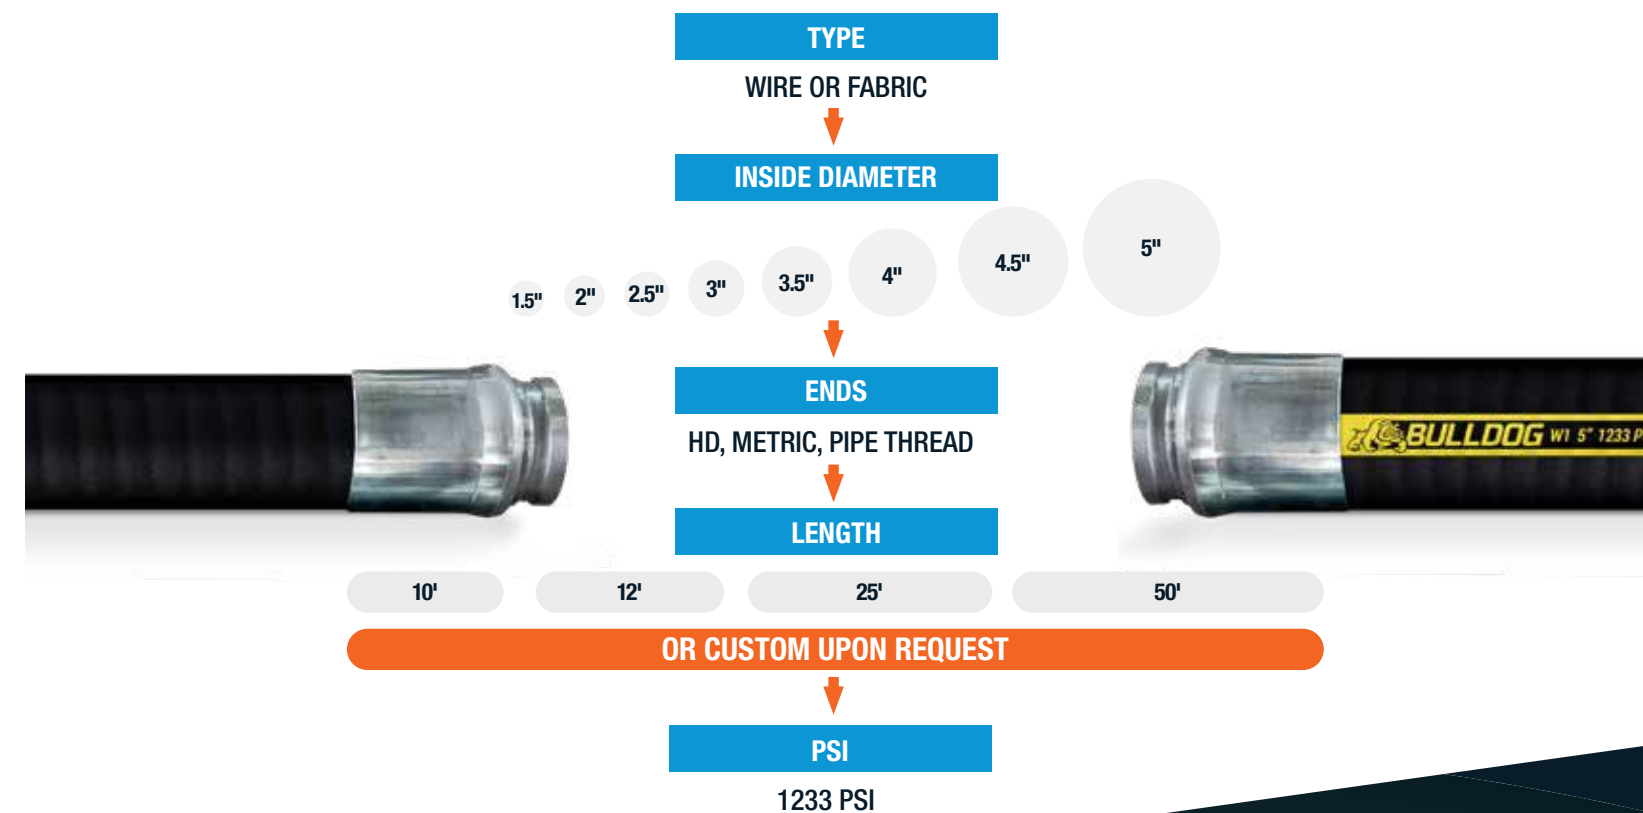 TYPE
WIRE OR FABRIC
INSIDE DIAMETER
1.5" 2" 2.5" 3" 3.5" 4" 4.5" 5"
ENDS
HD, METRIC, PIPE THREAD
BULLDOG W1 5" 1233 P
LENGTH
10' 12' 25' 50'
OR CUSTOM UPON REQUEST
PSI
1233 PSI